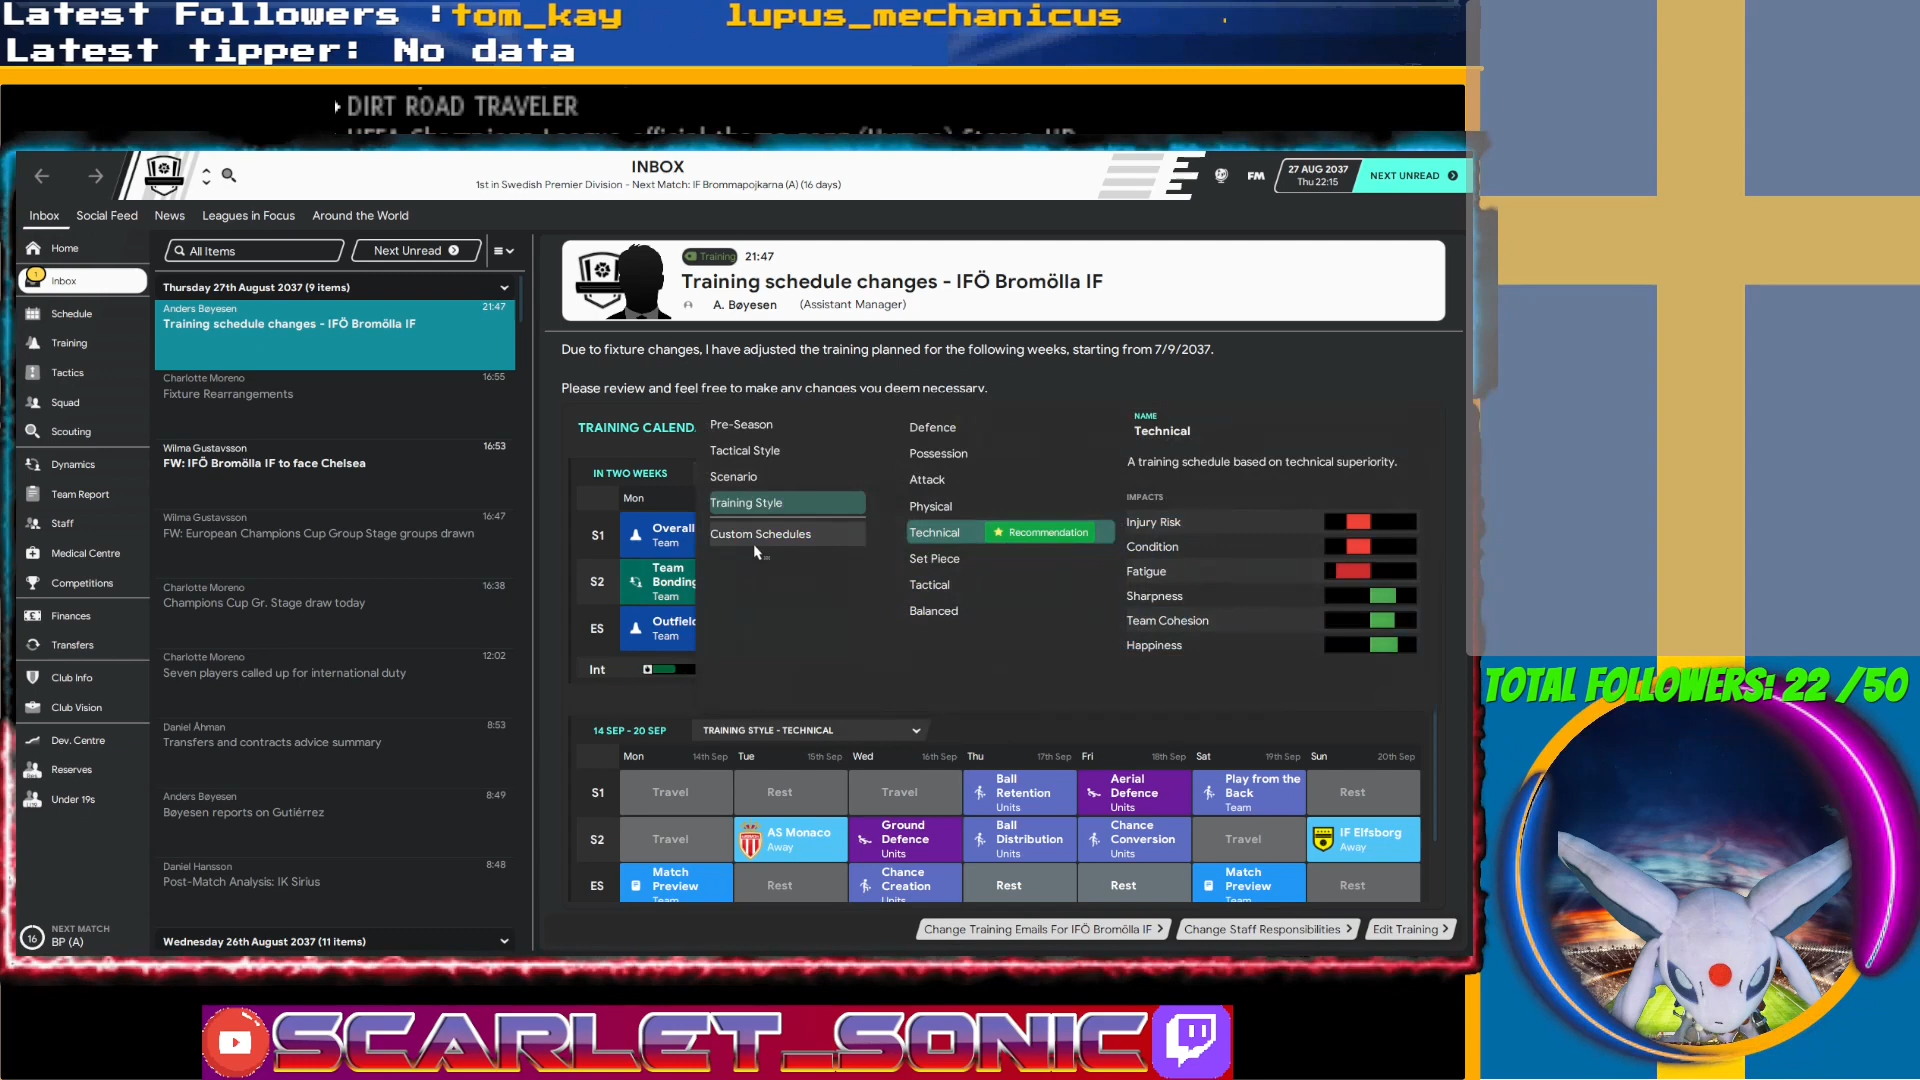 Latest Followers :tom_kay lupus_mechanicus
Latest tipper: No data
DIRT ROAD TRAVELER
INBOX
1st in Swedish Premier Division - Next Match: IF Brommapojkarna (A) (16 days)
FM
27 AUG 2037
Thu 22:15
NEXT UNREAD
Inbox Social Feed News Leagues in Focus Around the World
Home
1
Inbox
Schedule
Training
Tactics
Squad
Scouting
Dynamics
Team Report
Staff
Medical Centre
Competitions
Finances
Transfers
Club Info
Club Vision
Dev. Centre
Reserves
Under 19s
16
NEXT MATCH
BP (A)
All Items
Next Unread
Thursday 27th August 2037 (9 items)
Anders Bøyesen 21:47
Training schedule changes - IFÖ Bromölla IF
Charlotte Moreno 16:55
Fixture Rearrangements
Wilma Gustavsson 16:53
FW: IFÖ Bromölla IF to face Chelsea
Wilma Gustavsson 16:47
FW: European Champions Cup Group Stage groups drawn
Charlotte Moreno 16:38
Champions Cup Gr. Stage draw today
Charlotte Moreno 12:02
Seven players called up for international duty
Daniel Åhman 8:53
Transfers and contracts advice summary
Anders Bøyesen 8:49
Bøyesen reports on Gutiérrez
Daniel Hansson 8:48
Post-Match Analysis: IK Sirius
Wednesday 26th August 2037 (11 items)
Training 21:47
Training schedule changes - IFÖ Bromölla IF
A. Bøyesen (Assistant Manager)
Due to fixture changes, I have adjusted the training planned for the following weeks, starting from 7/9/2037.
Please review and feel free to make any changes you deem necessary.
TRAINING CALEND
IN TWO WEEKS
Mon
S1 Overall
Team
S2 Team
Bonding
Team
ES Outfiel
Team
Int
Pre-Season
Tactical Style
Scenario
Training Style
Custom Schedules
Defence
Possession
Attack
Physical
Technical Recommendation
Set Piece
Tactical
Balanced
NAME
Technical
A training schedule based on technical superiority.
IMPACTS
Injury Risk
Condition
Fatigue
Sharpness
Team Cohesion
Happiness
14 SEP - 20 SEP TRAINING STYLE - TECHNICAL
Mon 14th Sep Tue 15th Sep Wed 16th Sep Thu 17th Sep Fri 18th Sep Sat 19th Sep Sun 20th Sep
S1 Travel Rest Travel Ball Retention Units Aerial Defence Units Play from the Back Team Rest
S2 Travel AS Monaco Away Ground Defence Units Ball Distribution Units Chance Conversion Units Travel IF Elfsborg Away
ES Match Preview Team Rest Chance Creation Units Rest Rest Match Preview Team Rest
Change Training Emails For IFÖ Bromölla IF Change Staff Responsibilities Edit Training
TOTAL FOLLOWERS: 22 /50
SCARLET_SONIC